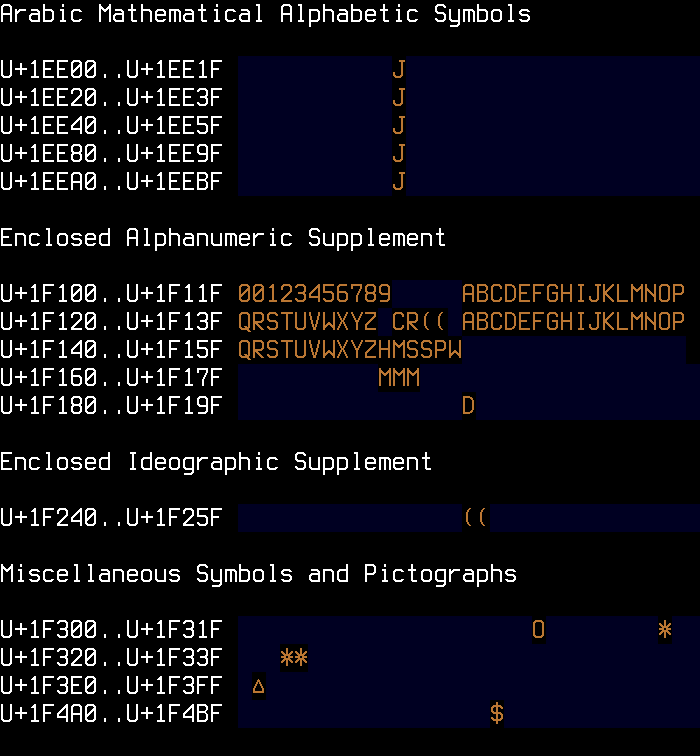 Arabic Mathematical Alphabetic Symbols
U+1EE00..U+1EE1F J
U+1EE20..U+1EE3F J
U+1EE40..U+1EE5F J
U+1EE80..U+1EE9F J
U+1EEA0..U+1EEBF J
Enclosed Alphanumeric Supplement
U+1F100..U+1F11F 00123456789 ABCDEFGHIJKLMNOP
U+1F120..U+1F13F QRSTUVWXYZ CR(( ABCDEFGHIJKLMNOP
U+1F140..U+1F15F QRSTUVWXYZHMSSPW
U+1F160..U+1F17F MMM
U+1F180..U+1F19F D
Enclosed Ideographic Supplement
U+1F240..U+1F25F ((
Miscellaneous Symbols and Pictographs
U+1F300..U+1F31F O *
U+1F320..U+1F33F **
U+1F3E0..U+1F3FF Δ
U+1F4A0..U+1F4BF $